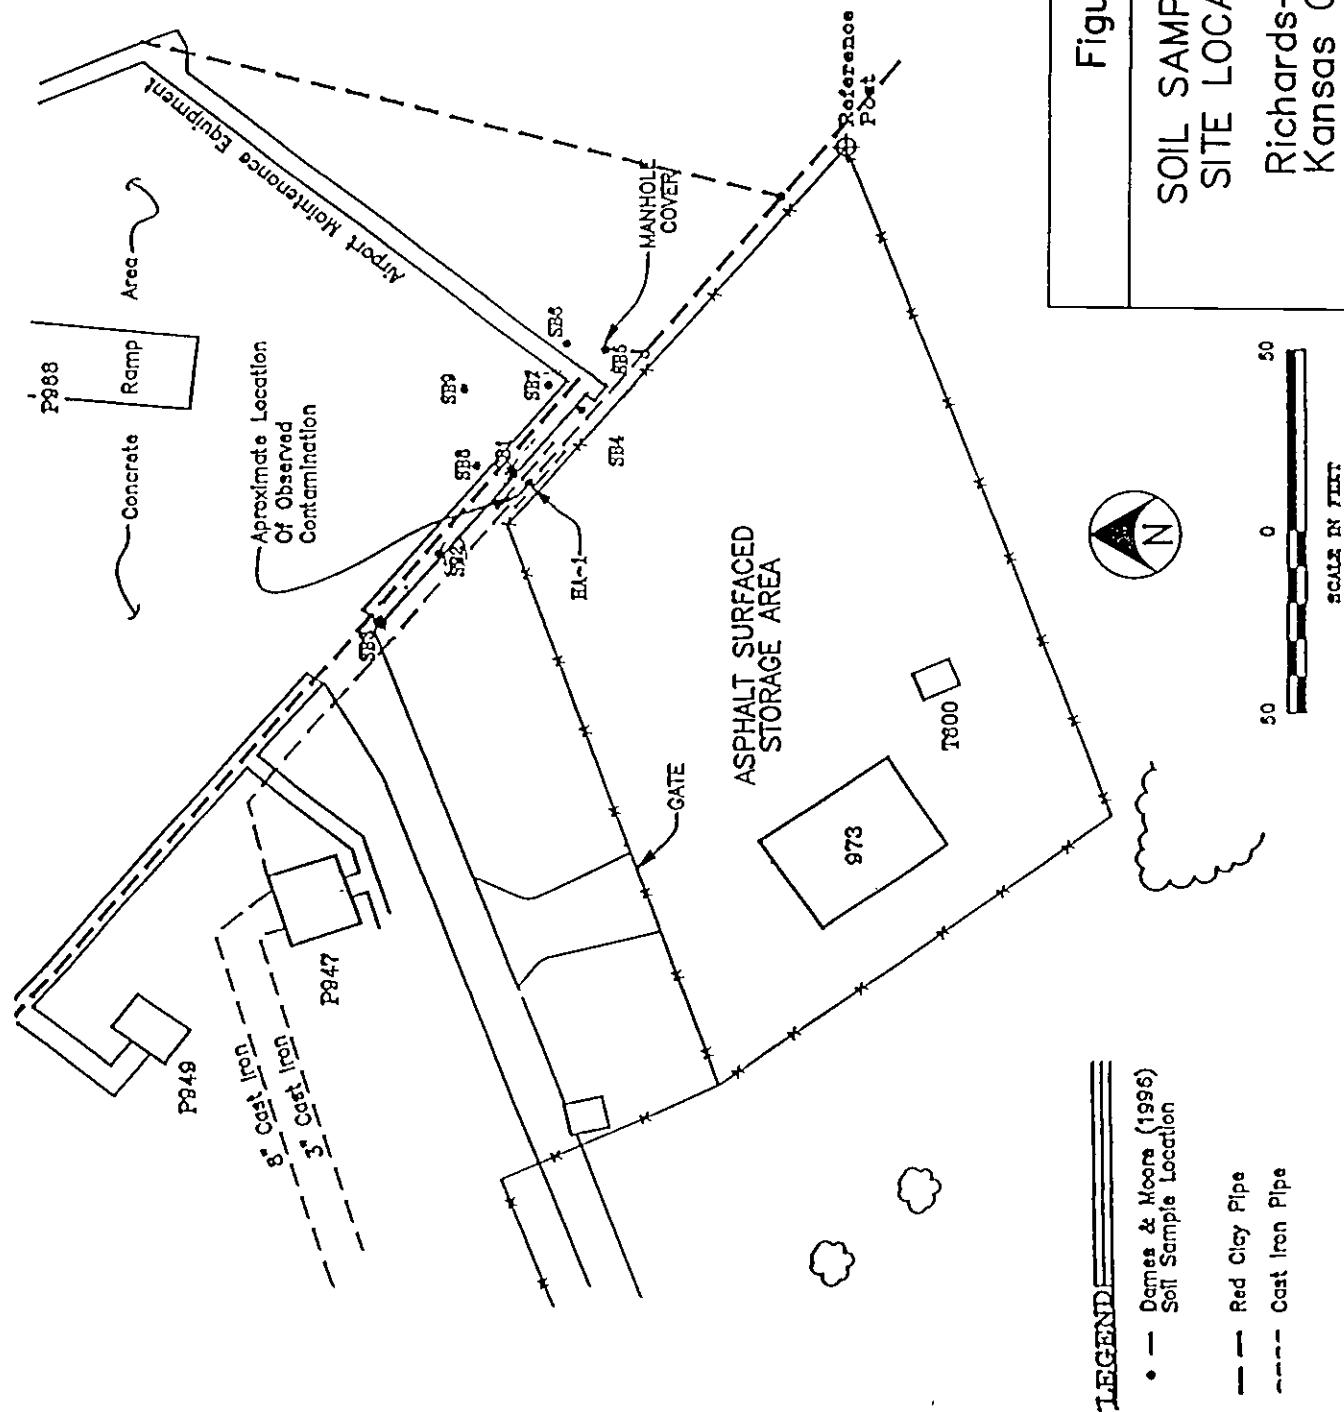 P988
Concrete Ramp Area
Airport Maintenance Equipment
Aproximate Location
Of Observed
Contamination
SB9
SB6
SB8
SB7
SB5
SB4
SB2
SB3
HA-1
MANHOLE
COVER
Reference
Post
P949
P947
8" Cast Iron
3" Cast Iron
GATE
ASPHALT SURFACED
STORAGE AREA
973
T800
N
50 0 50
SCALE IN FEET
LEGEND
Dames & Moore (1995)
Soil Sample Location
Red Clay Pipe
Cast Iron Pipe
Figu
SOIL SAMP
SITE LOCA
Richards-
Kansas